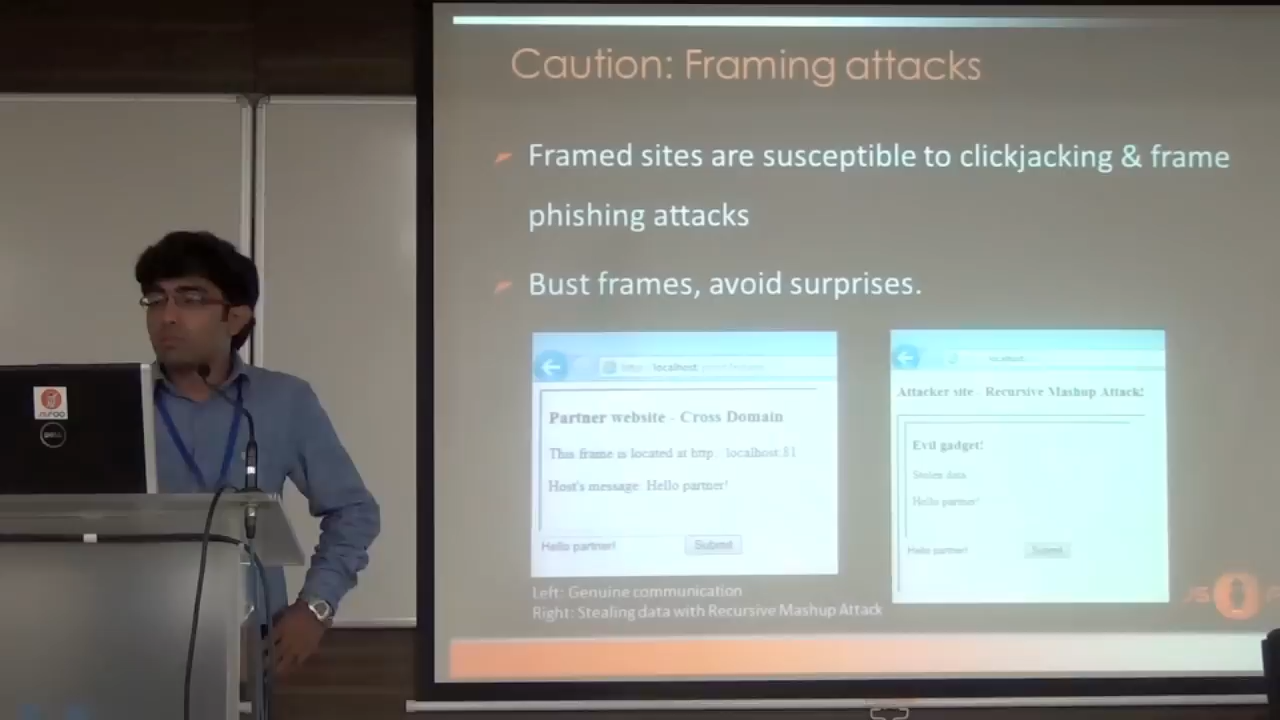 Caution: Framing attacks
Framed sites are susceptible to clickjacking & frame
phishing attacks
Bust frames, avoid surprises.
localhost
Partner website - Cross Domain
This frame is located at http localhost:81
Host's message: Hello partner!
Hello partner! Submit
localhost
Attacker site - Recursive Mashup Attack!
Evil gadget!
Stolen data
Hello partner!
Hello partner! Submit
Left: Genuine communication
Right: Stealing data with Recursive Mashup Attack
DELL